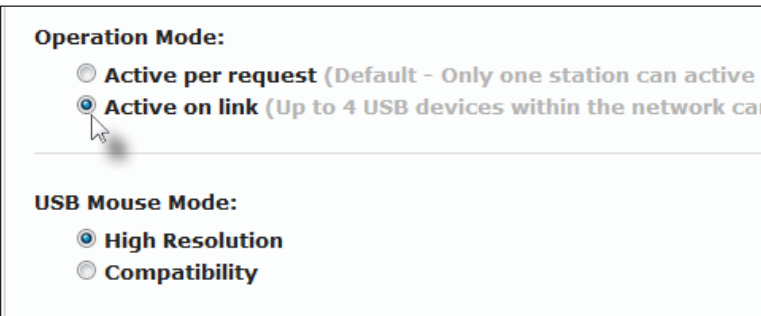 Operation Mode:
Active per request (Default - Only one station can active
Active on link (Up to 4 USB devices within the network
USB Mouse Mode:
High Resolution
Compatibility